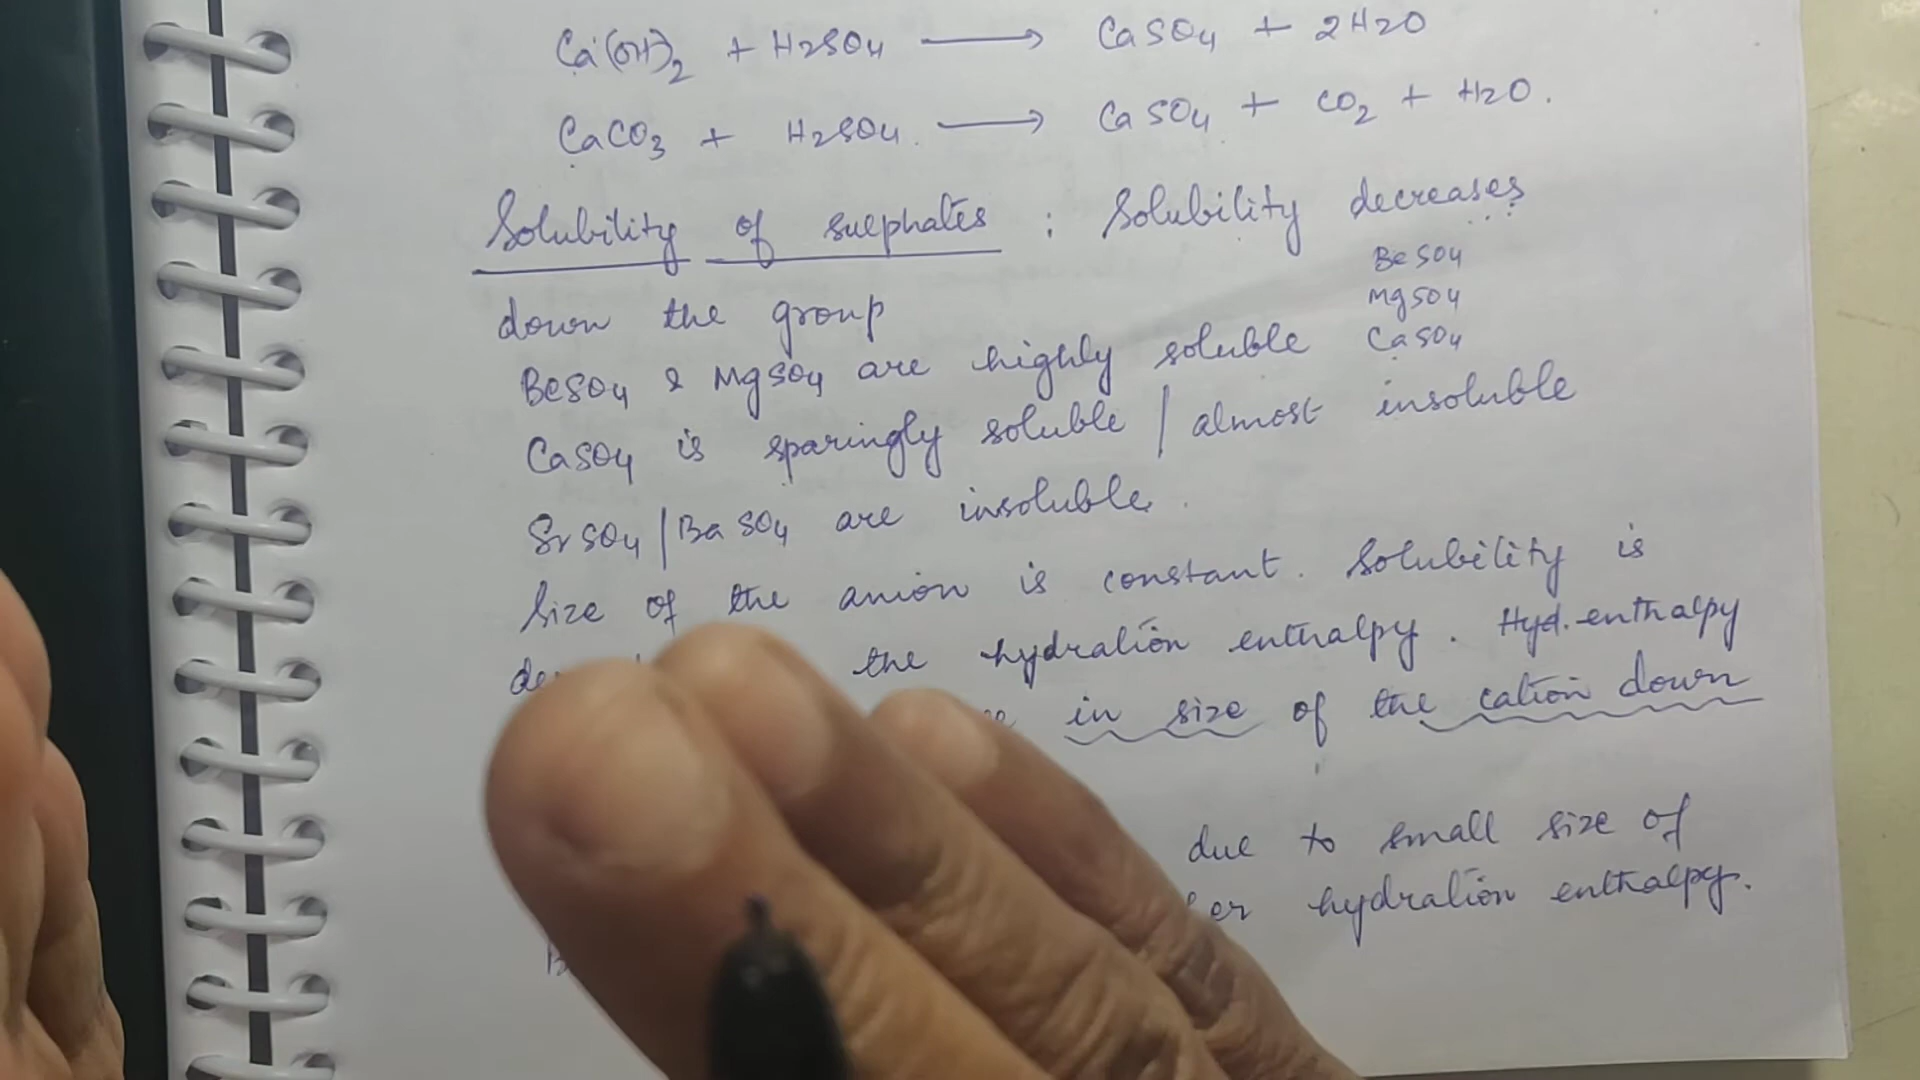 Ca(OH)2 + H2SO4 ⟶ CaSO4 + 2H2O
CaCO3 + H2SO4. ⟶ CaSO4 + CO2 + H2O.
Solubility of sulphates : Solubility decreases
down the group
BeSO4
MgSO4
CaSO4
BeSO4 & MgSO4 are highly soluble
CaSO4 is sparingly soluble / almost insoluble
SrSO4 / BaSO4 are insoluble.
Size of the anion is constant. Solubility is
the hydration enthalpy. Hyd. enthalpy
in size of the cation down
due to small size of
hydration enthalpy.